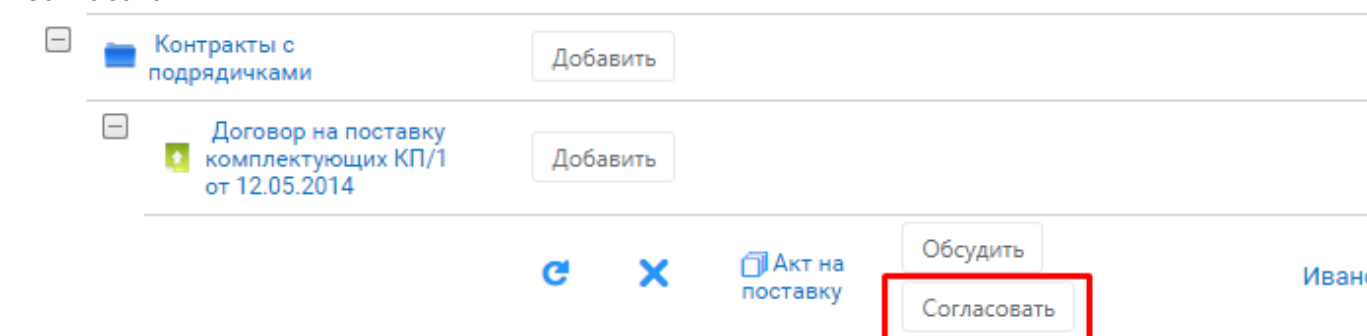 Контракты с
подрядичками
Добавить
Договор на поставку
комплектующих КП/1
от 12.05.2014
Добавить
Акт на
поставку
Обсудить
Согласовать